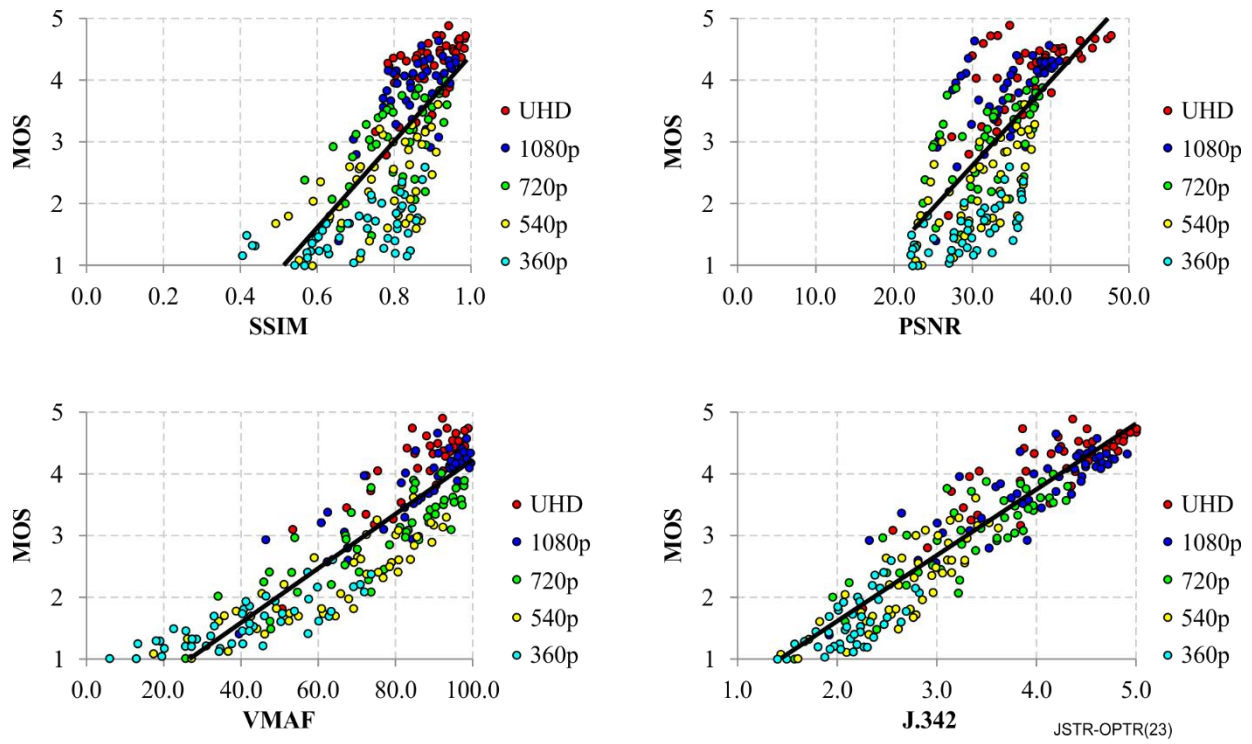 5
4
3
2
1
MOS
0.0 0.2 0.4 0.6 0.8 1.0
SSIM
UHD
1080p
720p
540p
360p
5
4
3
2
1
MOS
0.0 10.0 20.0 30.0 40.0 50.0
PSNR
UHD
1080p
720p
540p
360p
5
4
3
2
1
MOS
0.0 20.0 40.0 60.0 80.0 100.0
VMAF
UHD
1080p
720p
540p
360p
5
4
3
2
1
MOS
1.0 2.0 3.0 4.0 5.0
J.342
UHD
1080p
720p
540p
360p
JSTR-OPTR(23)